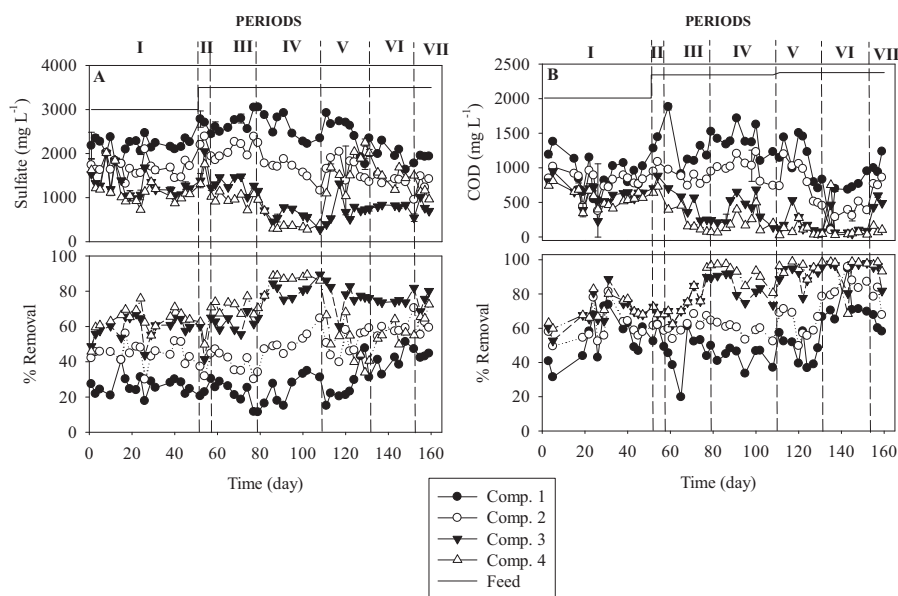 PERIODS
I II III IV V VI VII
A
Sulfate (mg L⁻¹)
4000
3000
2000
1000
0
% Removal
100
80
60
40
20
0
0 20 40 60 80 100 120 140 160
Time (day)
PERIODS
I II III IV V VI VII
B
COD (mg L⁻¹)
2500
2000
1500
1000
500
0
% Removal
100
80
60
40
20
0
0 20 40 60 80 100 120 140 160
Time (day)
Comp. 1
Comp. 2
Comp. 3
Comp. 4
Feed